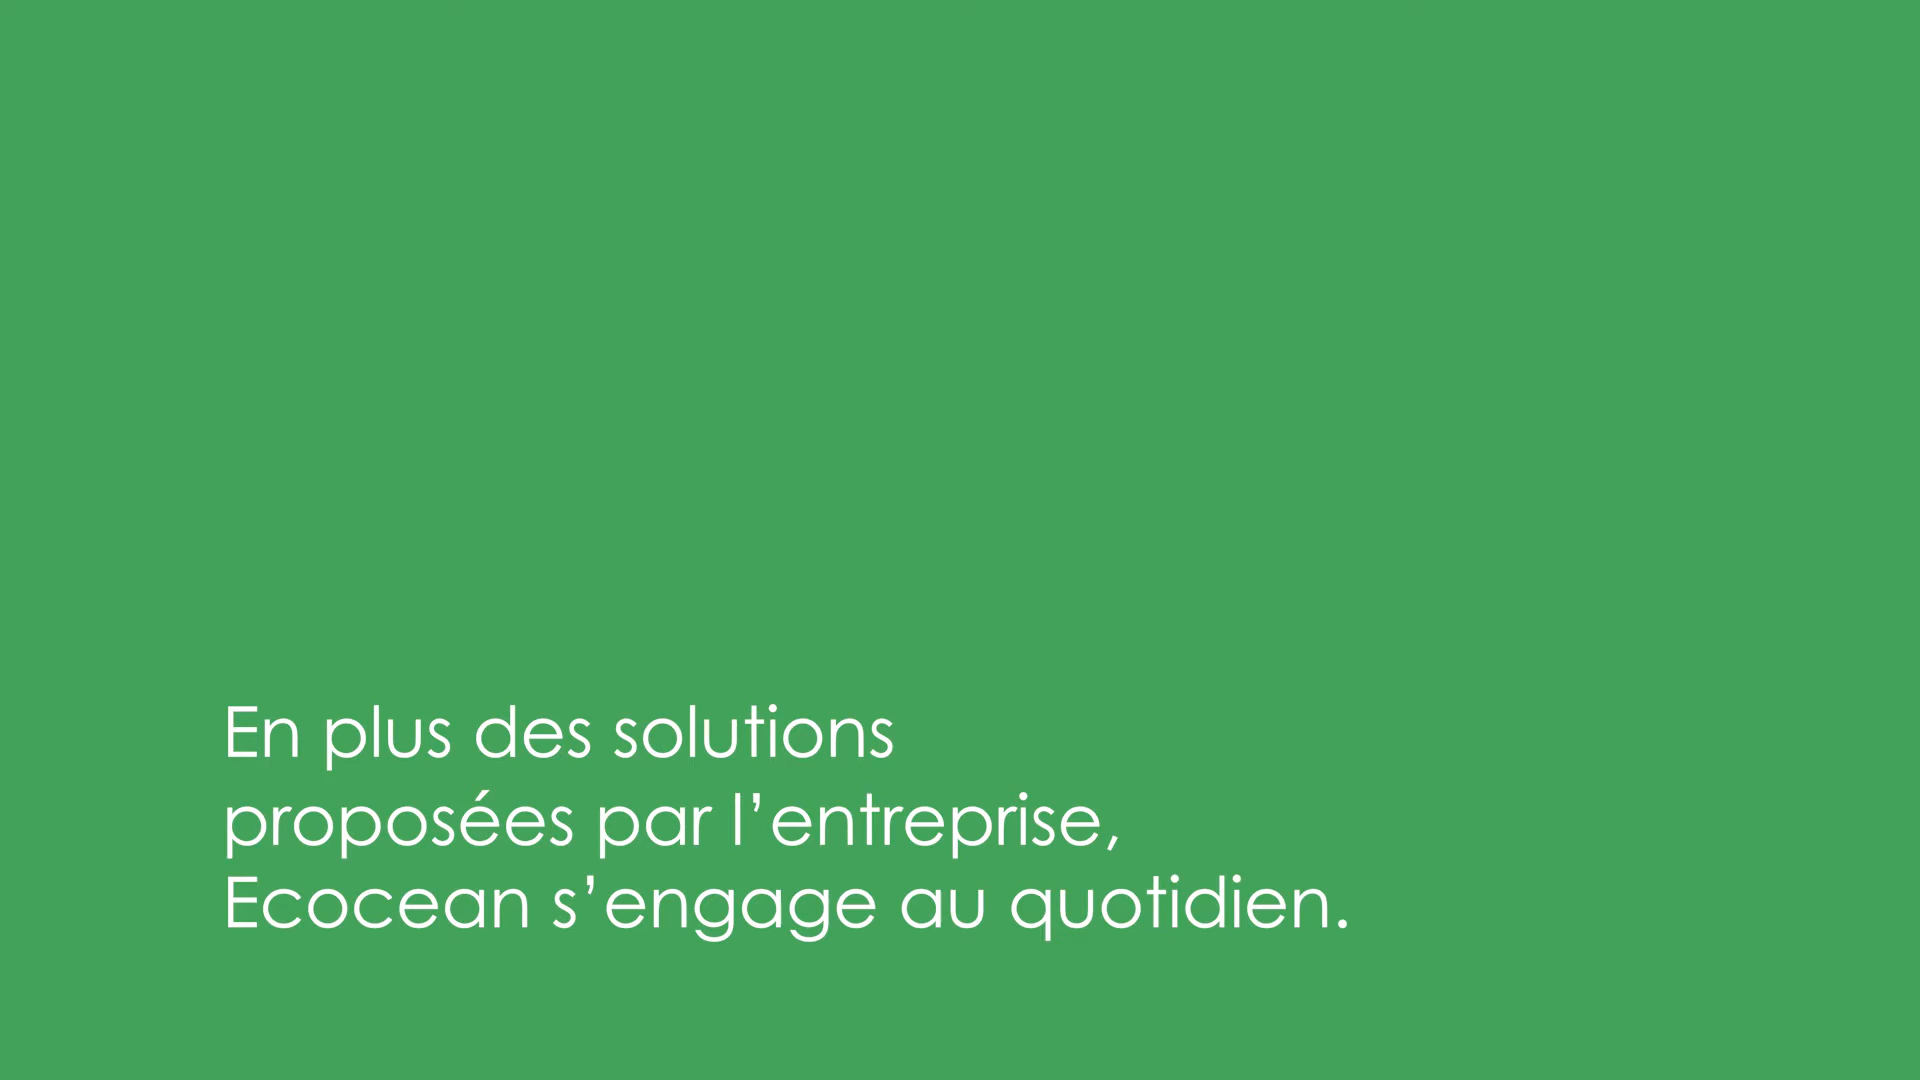 En plus des solutions
proposées par l’entreprise,
Ecocean s’engage au quotidien.